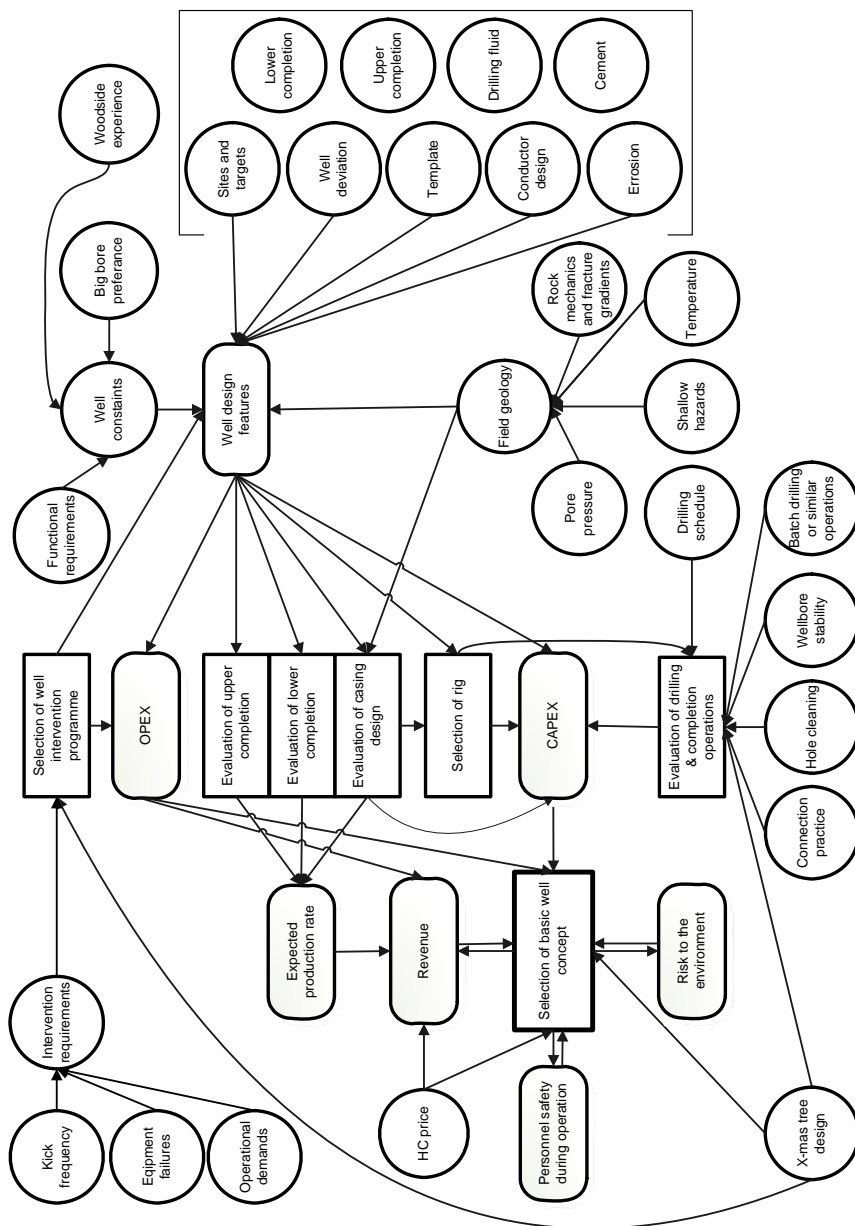 Kick
frequency
Eqipment
failures
Operational
demands
Intervention
requirements
Selection of well
intervention
programme
Functional
requirements
Well
constaints
Big bore
preferance
Woodside
experience
OPEX
Expected
production rate
Evaluation of upper
completion
Evaluation of lower
completion
Evaluation of casing
design
Well design
features
Sites and
targets
Well
deviation
Template
Conductor
design
Errosion
Lower
completion
Upper
completion
Drilling fluid
Cement
HC price
Revenue
Selection of rig
Field geology
Personnel safety
during operation
Selection of basic well
concept
CAPEX
Pore
pressure
Rock
mechanics
and fracture
gradients
Risk to the
environment
Evaluation of drilling
& completion
operations
Drilling
schedule
Shallow
hazards
Temperature
X-mas tree
design
Connection
practice
Hole cleaning
Wellbore
stability
Batch drilling
or similar
operations